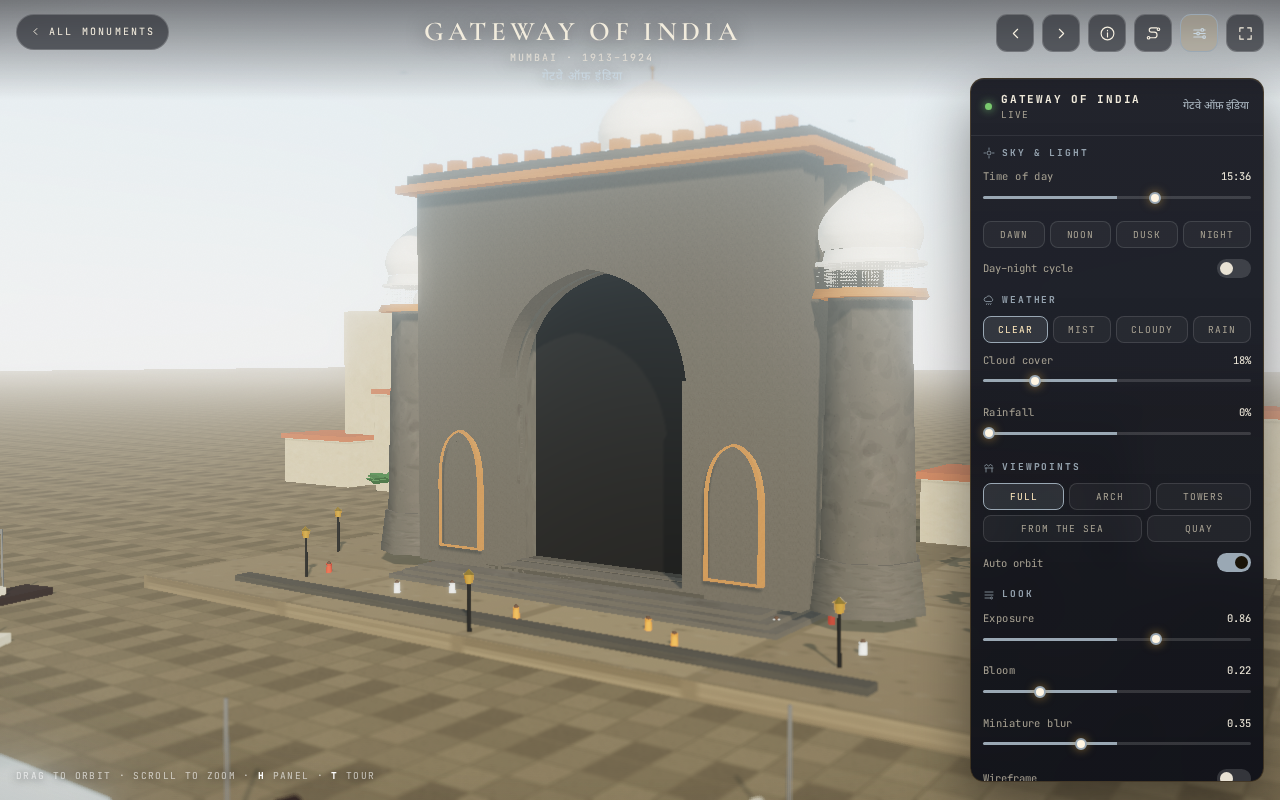 ALL MONUMENTS
GATEWAY OF INDIA
MUMBAI · 1913–1924
गेटवे ऑफ़ इंडिया
GATEWAY OF INDIA
LIVE
गेटवे ऑफ़ इंडिया
SKY & LIGHT
Time of day 15:36
DAWN NOON DUSK NIGHT
Day-night cycle
WEATHER
CLEAR MIST CLOUDY RAIN
Cloud cover 18%
Rainfall 0%
VIEWPOINTS
FULL ARCH TOWERS
FROM THE SEA QUAY
Auto orbit
LOOK
Exposure 0.86
Bloom 0.22
Miniature blur 0.35
Wireframe
DRAG TO ORBIT · SCROLL TO ZOOM · H PANEL · T TOUR